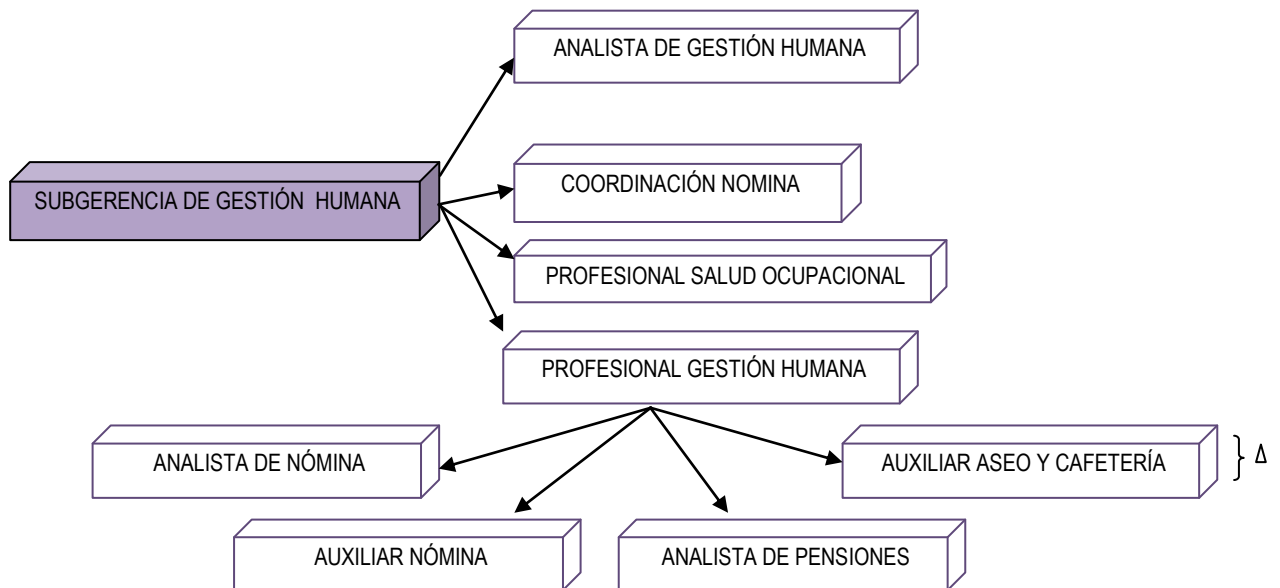 ANALISTA DE GESTIÓN HUMANA
COORDINACIÓN NOMINA
SUBGERENCIA DE GESTIÓN HUMANA
PROFESIONAL SALUD OCUPACIONAL
PROFESIONAL GESTIÓN HUMANA
ANALISTA DE NÓMINA
AUXILIAR ASEO Y CAFETERÍA
} Δ
AUXILIAR NÓMINA
ANALISTA DE PENSIONES